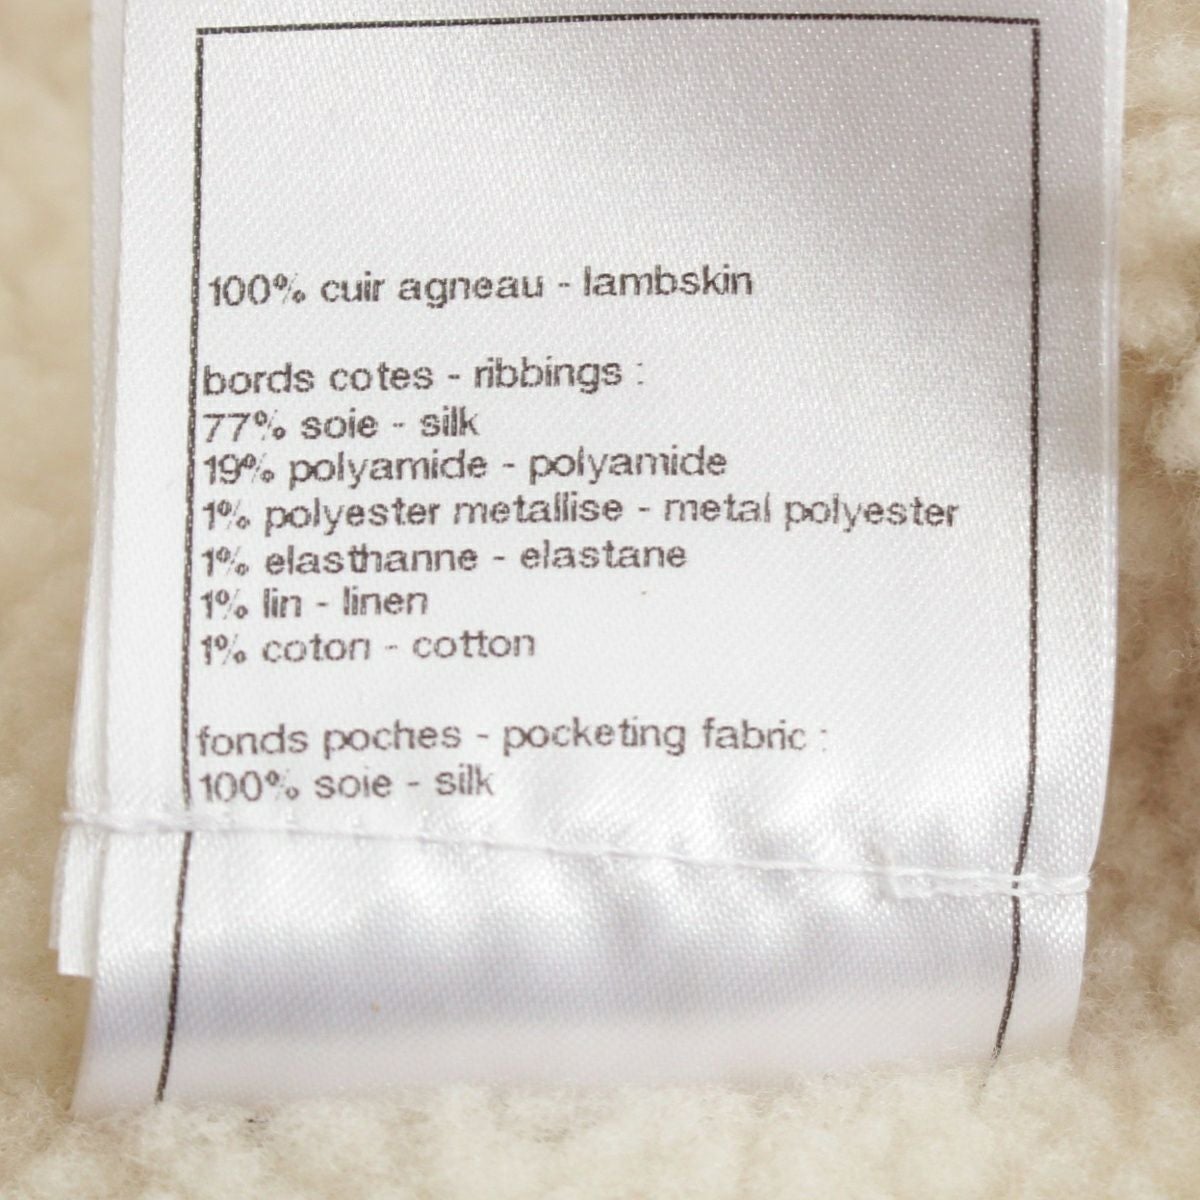 100% cuir agneau - lambskin
bords cotes - ribbings :
77% soie - silk
19% polyamide - polyamide
1% polyester metallise - metal polyester
1% elasthanne - elastane
1% lin - linen
1% coton - cotton
fonds poches - pocketing fabric :
100% soie - silk